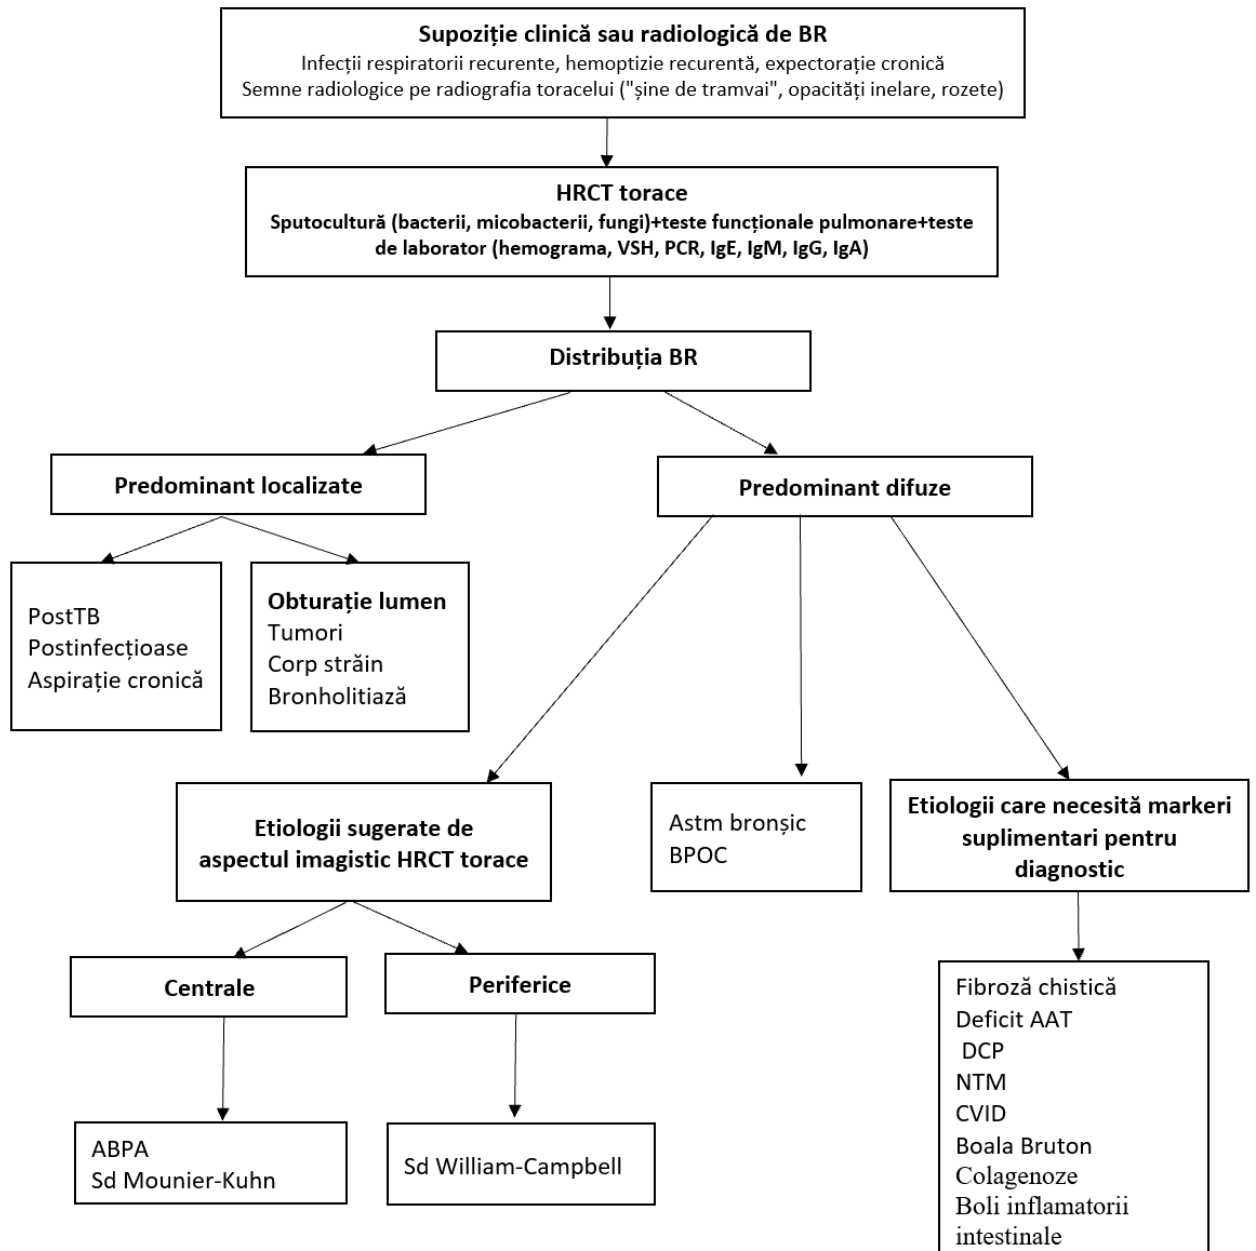 Supoziție clinică sau radiologică de BR
Infecții respiratorii recurente, hemoptizie recurentă, expectorație cronică
Semne radiologice pe radiografia toracelui ("șine de tramvai", opacități inelare, rozete)
HRCT torace
Sputocultură (bacterii, micobacterii, fungi)+teste funcționale pulmonare+teste
de laborator (hemograma, VSH, PCR, IgE, IgM, IgG, IgA)
Distribuția BR
Predominant localizate
Predominant difuze
PostTB
Postinfecțioase
Aspirație cronică
Obturație lumen
Tumori
Corp străin
Bronholitiază
Etiologii sugerate de
aspectul imagistic HRCT torace
Astm bronșic
BPOC
Etiologii care necesită markeri
suplimentari pentru
diagnostic
Centrale
Periferice
ABPA
Sd Mounier-Kuhn
Sd William-Campbell
Fibroză chistică
Deficit AAT
DCP
NTM
CVID
Boala Bruton
Colagenoze
Boli inflamatorii
intestinale